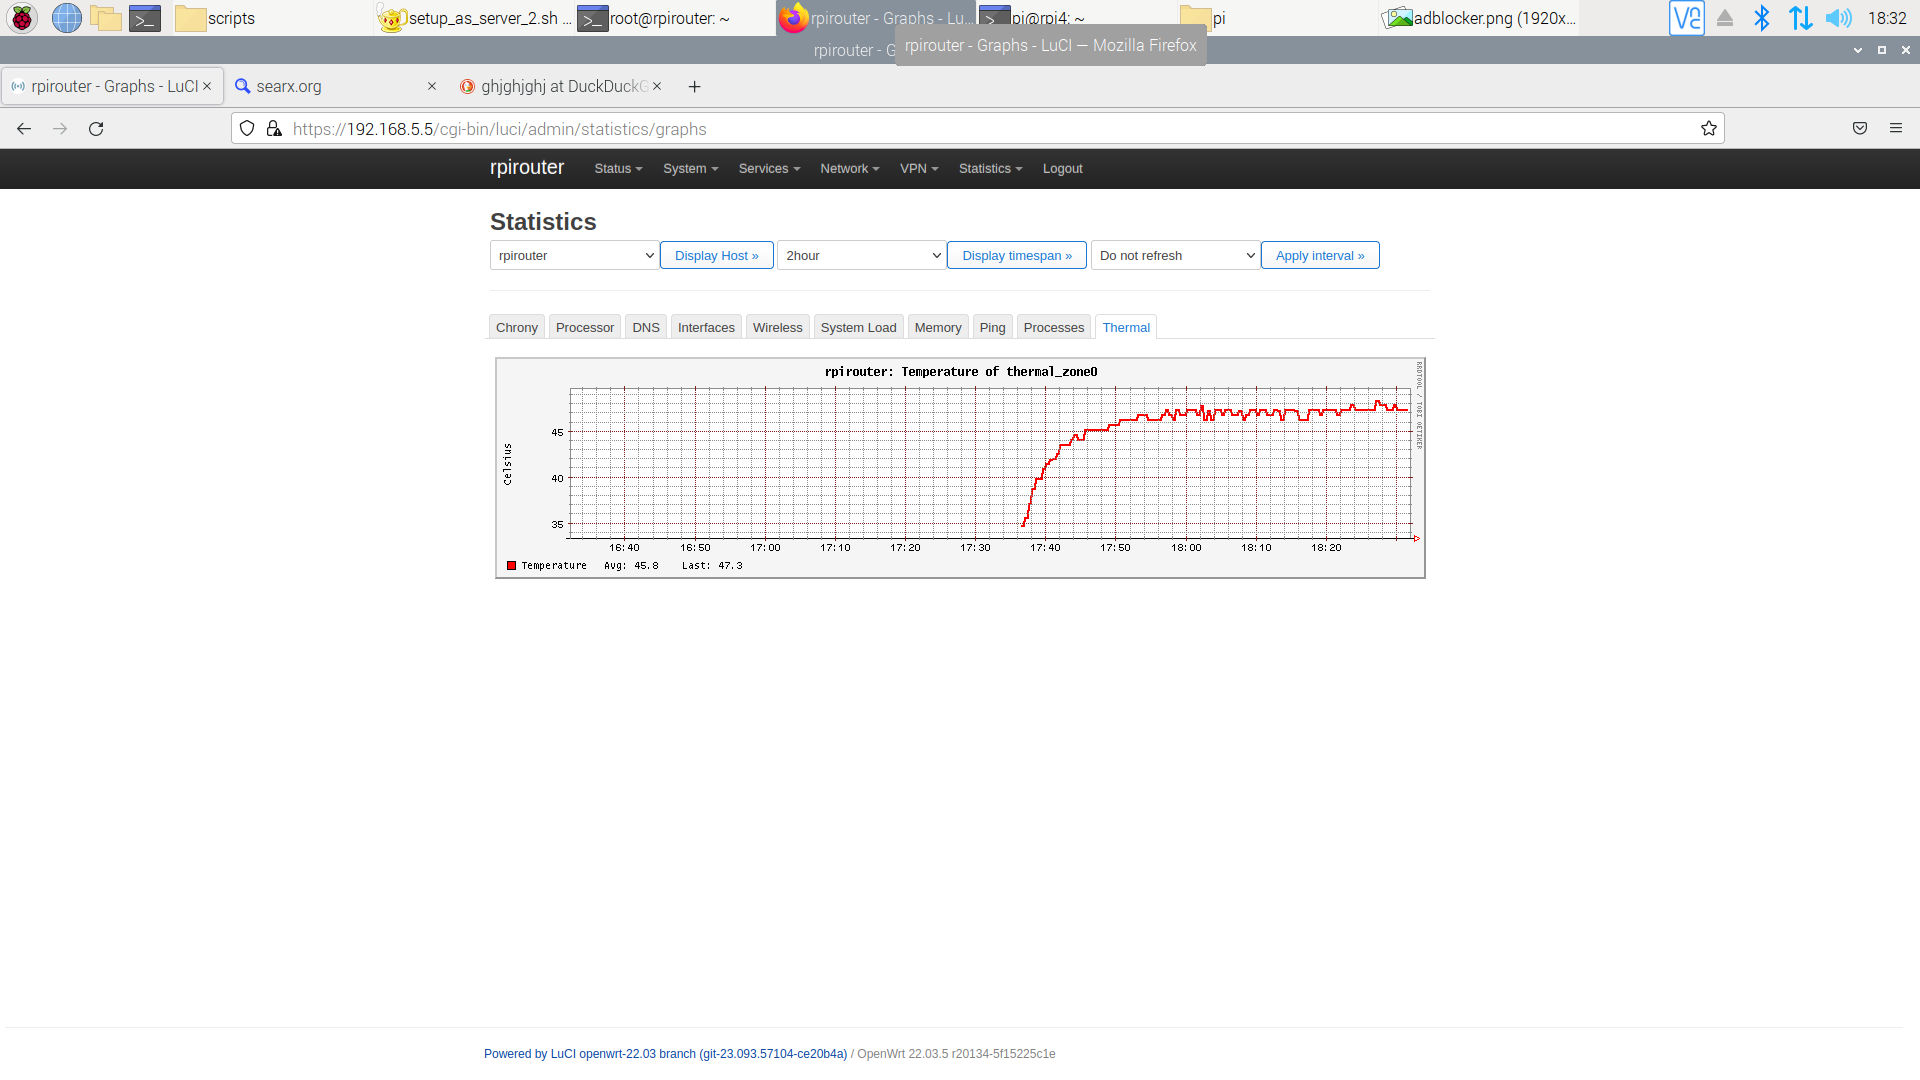 scripts
setup_as_server_2.sh ...
root@rpirouter: ~
rpirouter - Graphs - Lu...
pi@rpi4: ~
pi
adblocker.png (1920x...
18:32
rpirouter - G
rpirouter - Graphs - LuCI — Mozilla Firefox
rpirouter - Graphs - LuCI
searx.org
ghjghjghj at DuckDuckG
https://192.168.5.5/cgi-bin/luci/admin/statistics/graphs
rpirouter Status System Services Network VPN Statistics Logout
Statistics
rpirouter Display Host » 2hour Display timespan » Do not refresh Apply interval »
Chrony Processor DNS Interfaces Wireless System Load Memory Ping Processes Thermal
rpirouter: Temperature of thermal_zone0
RRDTOOL / TOBI OETIKER
Celsius
45
40
35
16:40 16:50 17:00 17:10 17:20 17:30 17:40 17:50 18:00 18:10 18:20
Temperature Avg: 45.8 Last: 47.3
Powered by LuCI openwrt-22.03 branch (git-23.093.57104-ce20b4a) / OpenWrt 22.03.5 r20134-5f15225c1e